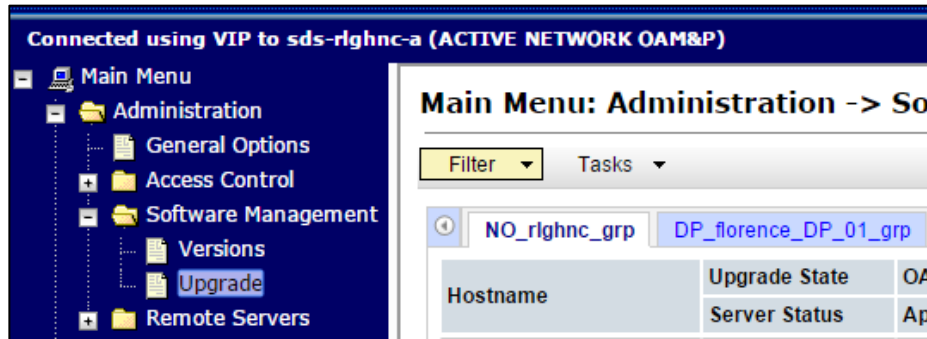 Connected using VIP to sds-rlghnc-a (ACTIVE NETWORK OAM&P)
Main Menu
Administration
General Options
Access Control
Software Management
Versions
Upgrade
Remote Servers
Main Menu: Administration -> So
Filter Tasks
NO_rlghnc_grp DP_florence_DP_01_grp
Hostname
Upgrade State OA
Server Status Ap